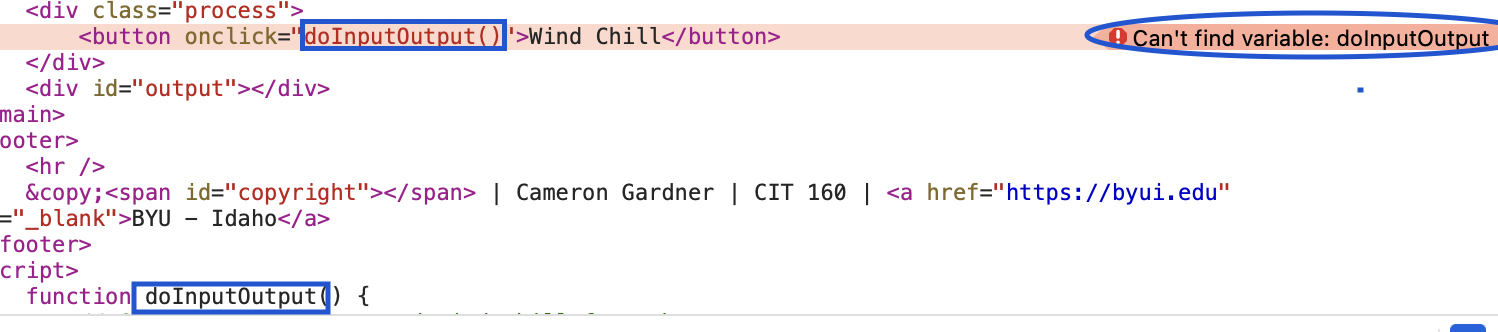 <div class="process">
<button onclick="doInputOutput()">Wind Chill</button>
Can't find variable: doInputOutput
</div>
<div id="output"></div>
main>
ooter>
<hr />
&copy;<span id="copyright"></span> | Cameron Gardner | CIT 160 | <a href="https://byui.edu"
="_blank">BYU - Idaho</a>
footer>
cript>
function doInputOutput() {